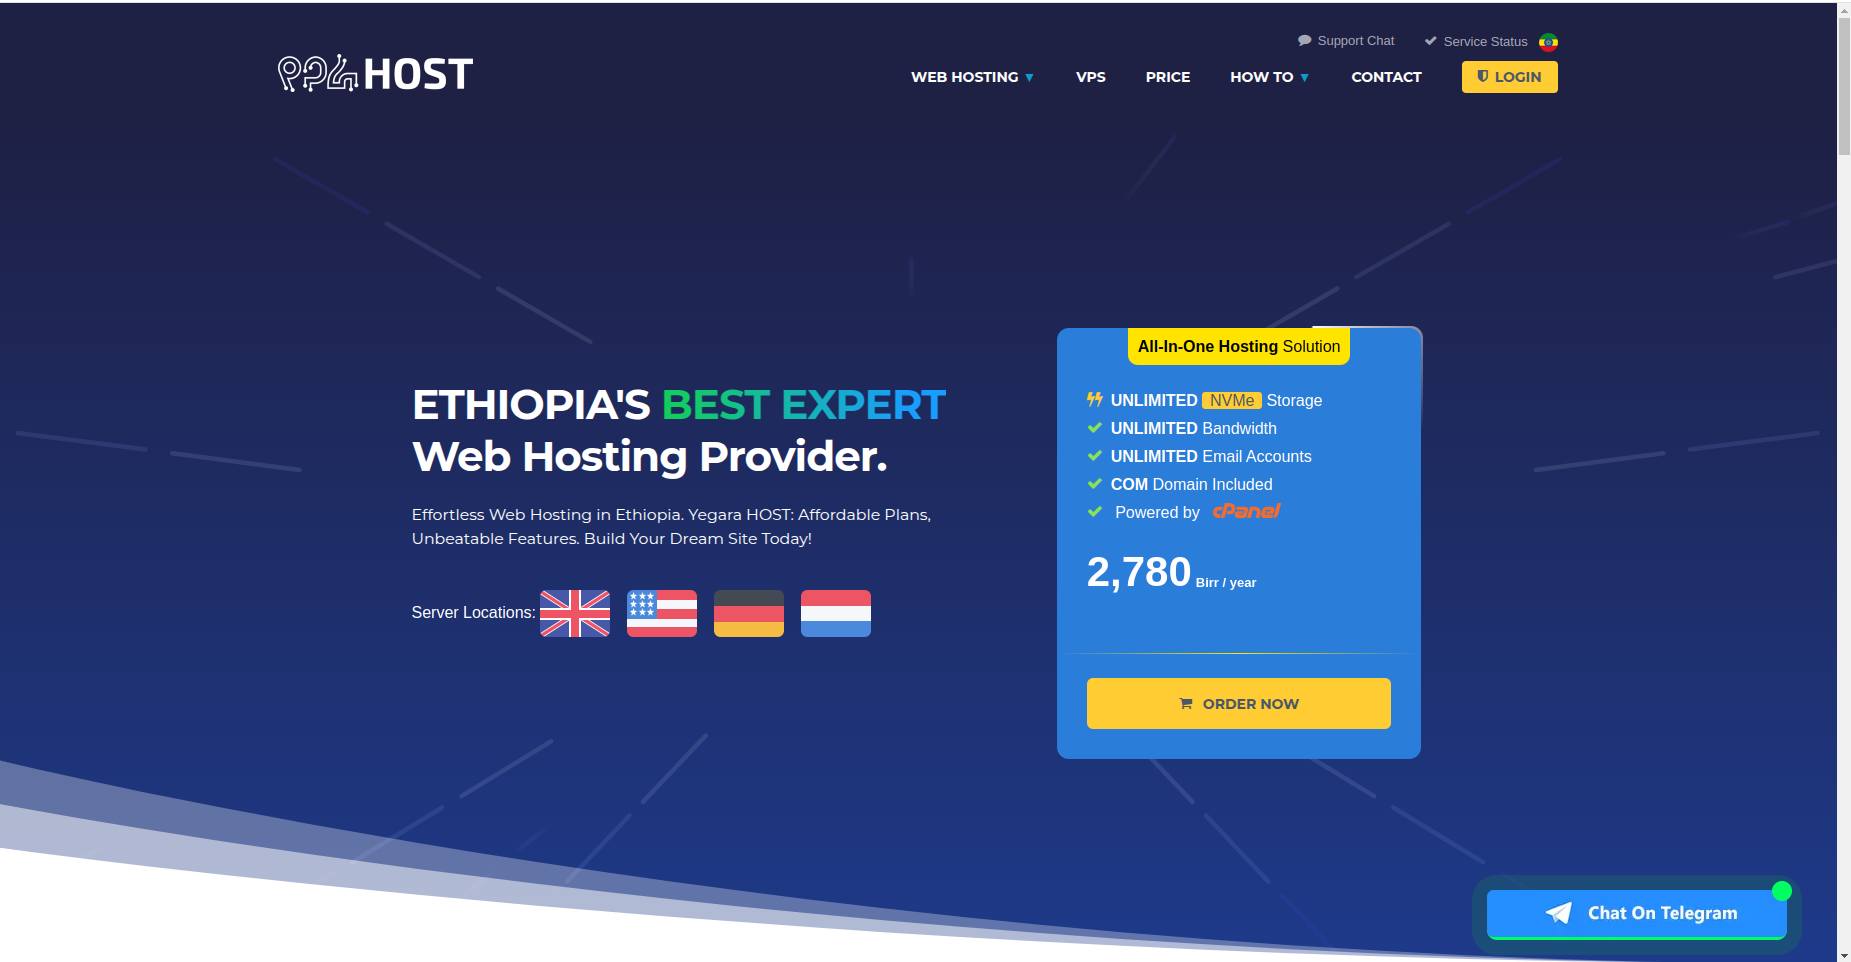 Support Chat
Service Status
የጋራ HOST
WEB HOSTING ▼
VPS
PRICE
HOW TO ▼
CONTACT
LOGIN
ETHIOPIA'S BEST EXPERT
Web Hosting Provider.
Effortless Web Hosting in Ethiopia. Yegara HOST: Affordable Plans,
Unbeatable Features. Build Your Dream Site Today!
Server Locations:
All-In-One Hosting Solution
UNLIMITED NVMe Storage
UNLIMITED Bandwidth
UNLIMITED Email Accounts
COM Domain Included
Powered by cPanel
2,780 Birr / year
ORDER NOW
Chat On Telegram